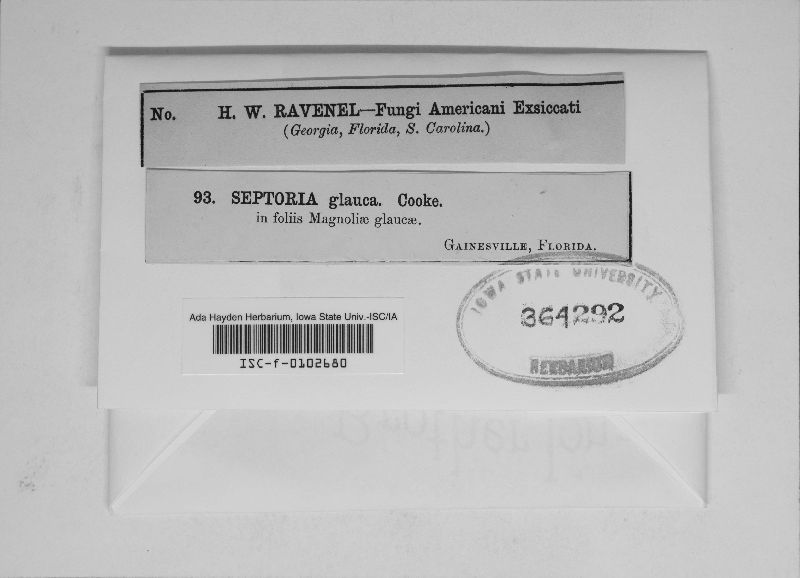 No. H. W. RAVENEL—Fungi Americani Exsiccati
(Georgia, Florida, S. Carolina.)
93. SEPTORIA glauca. Cooke.
in foliis Magnoliæ glaucæ.
GAINESVILLE, FLORIDA.
IOWA STATE UNIVERSITY
364292
HERBARIUM
Ada Hayden Herbarium, Iowa State Univ.-ISC/IA
ISC-f-0102680